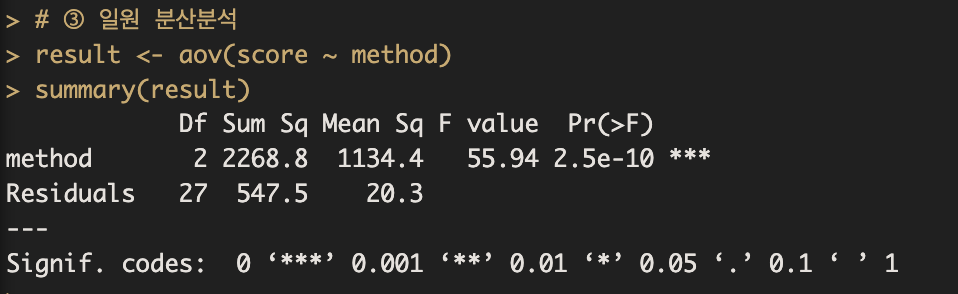 > # ③ 일원 분산분석
> result <- aov(score ~ method)
> summary(result)
            Df Sum Sq Mean Sq F value  Pr(>F)
method       2 2268.8  1134.4   55.94 2.5e-10 ***
Residuals   27  547.5    20.3
---
Signif. codes:  0 ‘***’ 0.001 ‘**’ 0.01 ‘*’ 0.05 ‘.’ 0.1 ‘ ’ 1